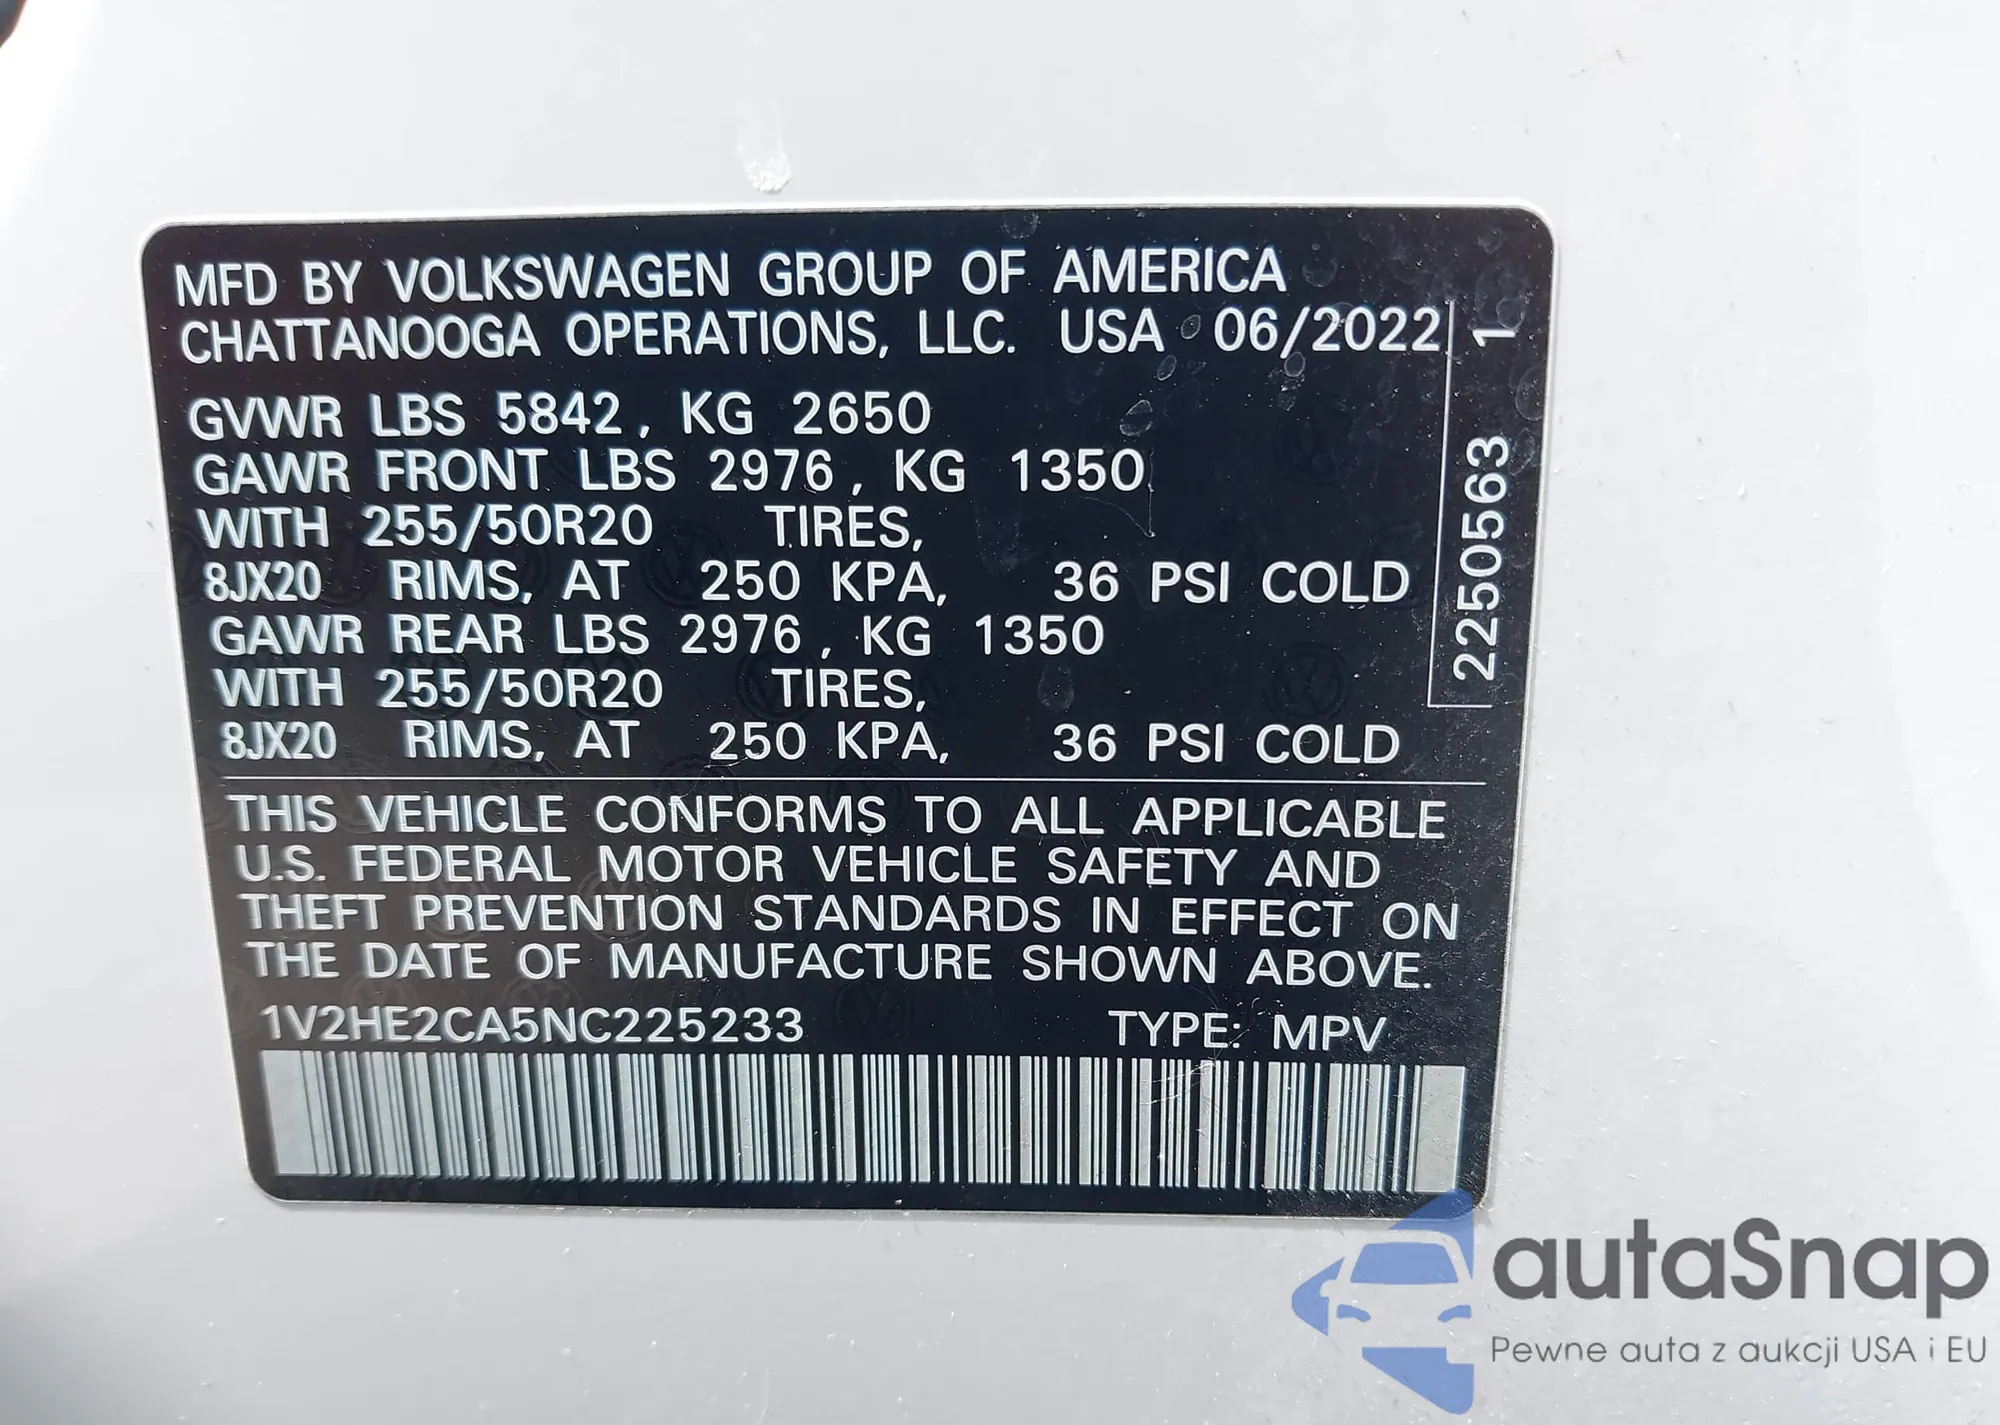 MFD BY VOLKSWAGEN GROUP OF AMERICA
CHATTANOOGA OPERATIONS, LLC. USA 06/2022
GVWR LBS 5842, KG 2650
GAWR FRONT LBS 2976, KG 1350
WITH 255/50R20 TIRES,
8JX20 RIMS, AT 250 KPA, 36 PSI COLD
GAWR REAR LBS 2976, KG 1350
WITH 255/50R20 TIRES,
8JX20 RIMS, AT 250 KPA, 36 PSI COLD
2250563 1
THIS VEHICLE CONFORMS TO ALL APPLICABLE
U.S. FEDERAL MOTOR VEHICLE SAFETY AND
THEFT PREVENTION STANDARDS IN EFFECT ON
THE DATE OF MANUFACTURE SHOWN ABOVE.
1V2HE2CA5NC225233 TYPE: MPV
autaSnap
Pewne auta z aukcji USA i EU